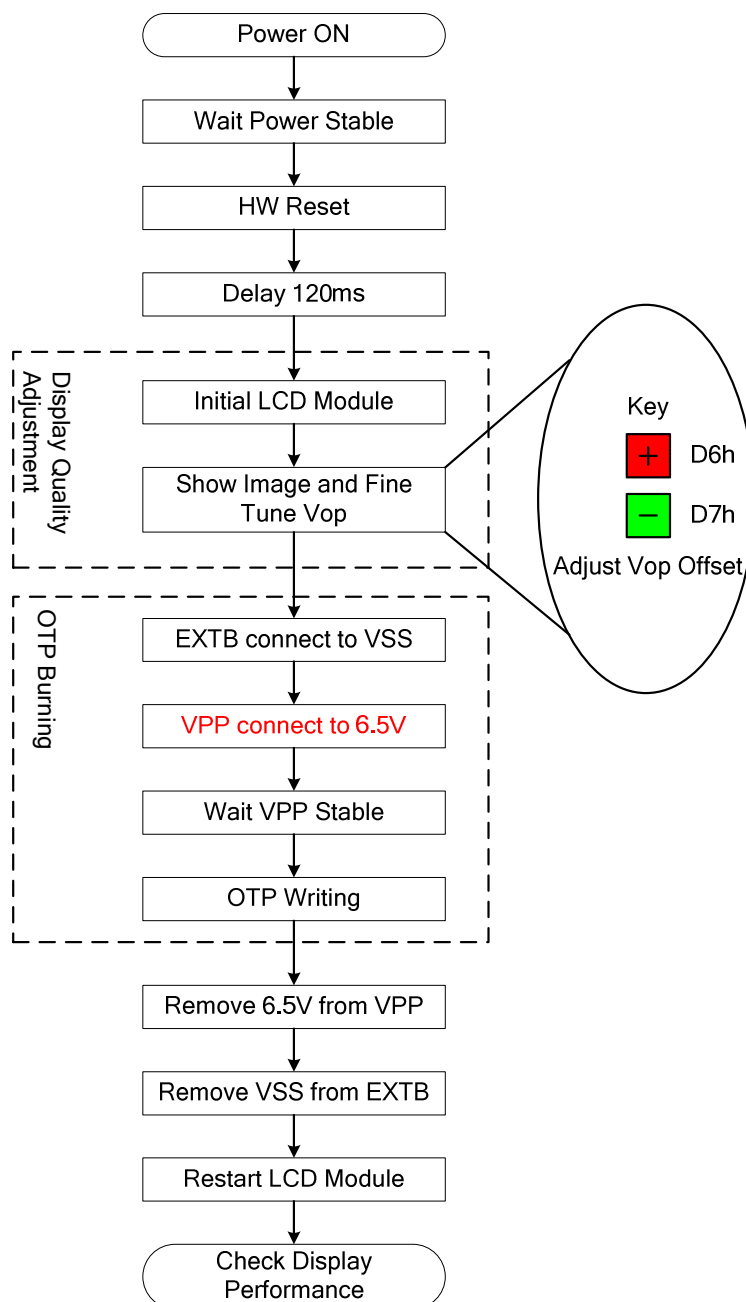 Power ON
Wait Power Stable
HW Reset
Delay 120ms
Display Quality
Adjustment
Initial LCD Module
Show Image and Fine
Tune Vop
Key
+ D6h
− D7h
Adjust Vop Offset
OTP Burning
EXTB connect to VSS
VPP connect to 6.5V
Wait VPP Stable
OTP Writing
Remove 6.5V from VPP
Remove VSS from EXTB
Restart LCD Module
Check Display
Performance